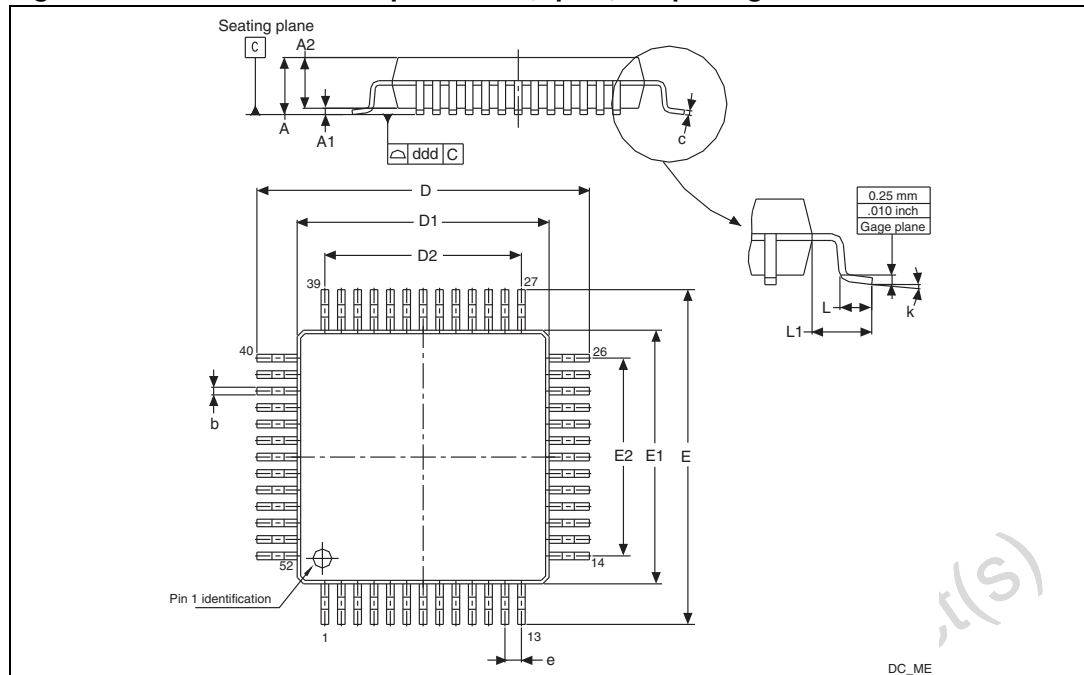 Seating plane
C
A2
A
A1
ddd C
c
0.25 mm
.010 inch
Gage plane
L
L1
k
D
D1
D2
39
27
40
26
b
E2
E1
E
52
14
Pin 1 identification
1
13
e
ct(s)
DC_ME